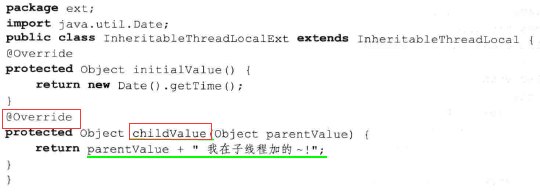 package ext;
import java.util.Date;
public class InheritableThreadLocalExt extends InheritableThreadLocal {
@Override
protected Object initialValue() {
return new Date().getTime();
}
@Override
protected Object childValue(Object parentValue) {
return parentValue + " 我在子线程加的~!";
}
}